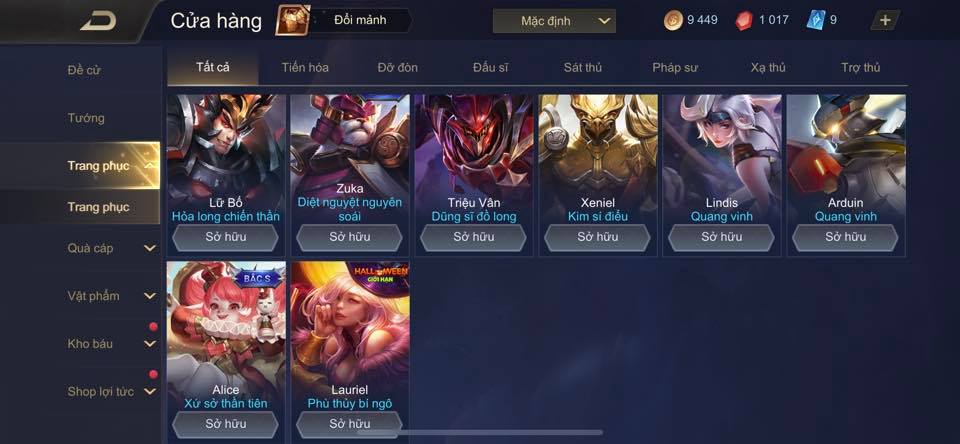 Cửa hàng
Đổi mảnh
Mặc định
9 449
1 017
9
Đề cử
Tướng
Trang phục
Trang phục
Quà cáp
Vật phẩm
Kho báu
Shop lợi tức
Tất cả
Tiến hóa
Đỡ đòn
Đấu sĩ
Sát thủ
Pháp sư
Xạ thủ
Trợ thủ
Lữ Bố
Hỏa long chiến thần
Sở hữu
Zuka
Diệt nguyệt nguyên
soái
Sở hữu
Triệu Vân
Dũng sĩ đồ long
Sở hữu
Xeniel
Kim sí điểu
Sở hữu
Lindis
Quang vinh
Sở hữu
Arduin
Quang vinh
Sở hữu
BẬC S
Alice
Xứ sở thần tiên
Sở hữu
HALLOWEEN
GIỚI HẠN
Lauriel
Phù thủy bí ngô
Sở hữu